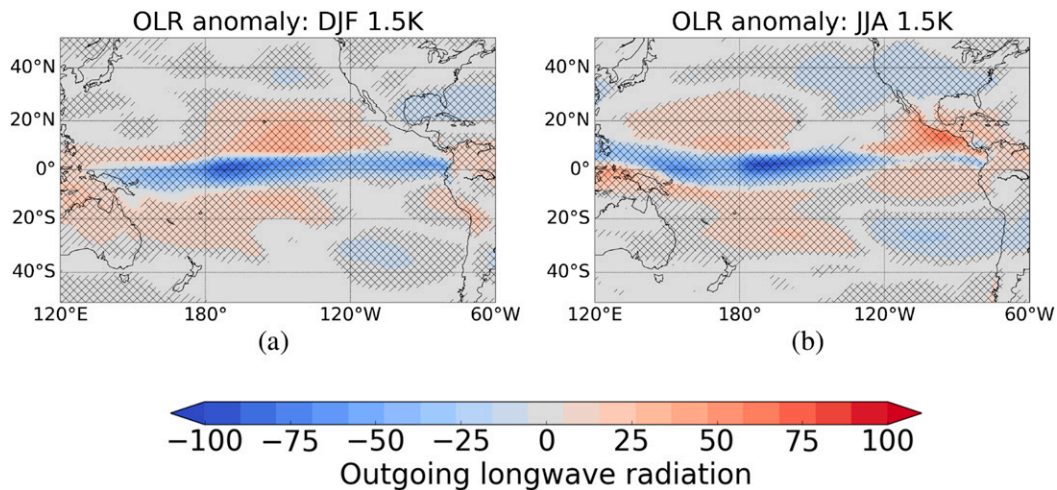 OLR anomaly: DJF 1.5K
OLR anomaly: JJA 1.5K
40°N
20°N
0°
20°S
40°S
120°E
180°
120°W
60°W
(a)
40°N
20°N
0°
20°S
40°S
120°E
180°
120°W
60°W
(b)
−100
−75
−50
−25
0
25
50
75
100
Outgoing longwave radiation